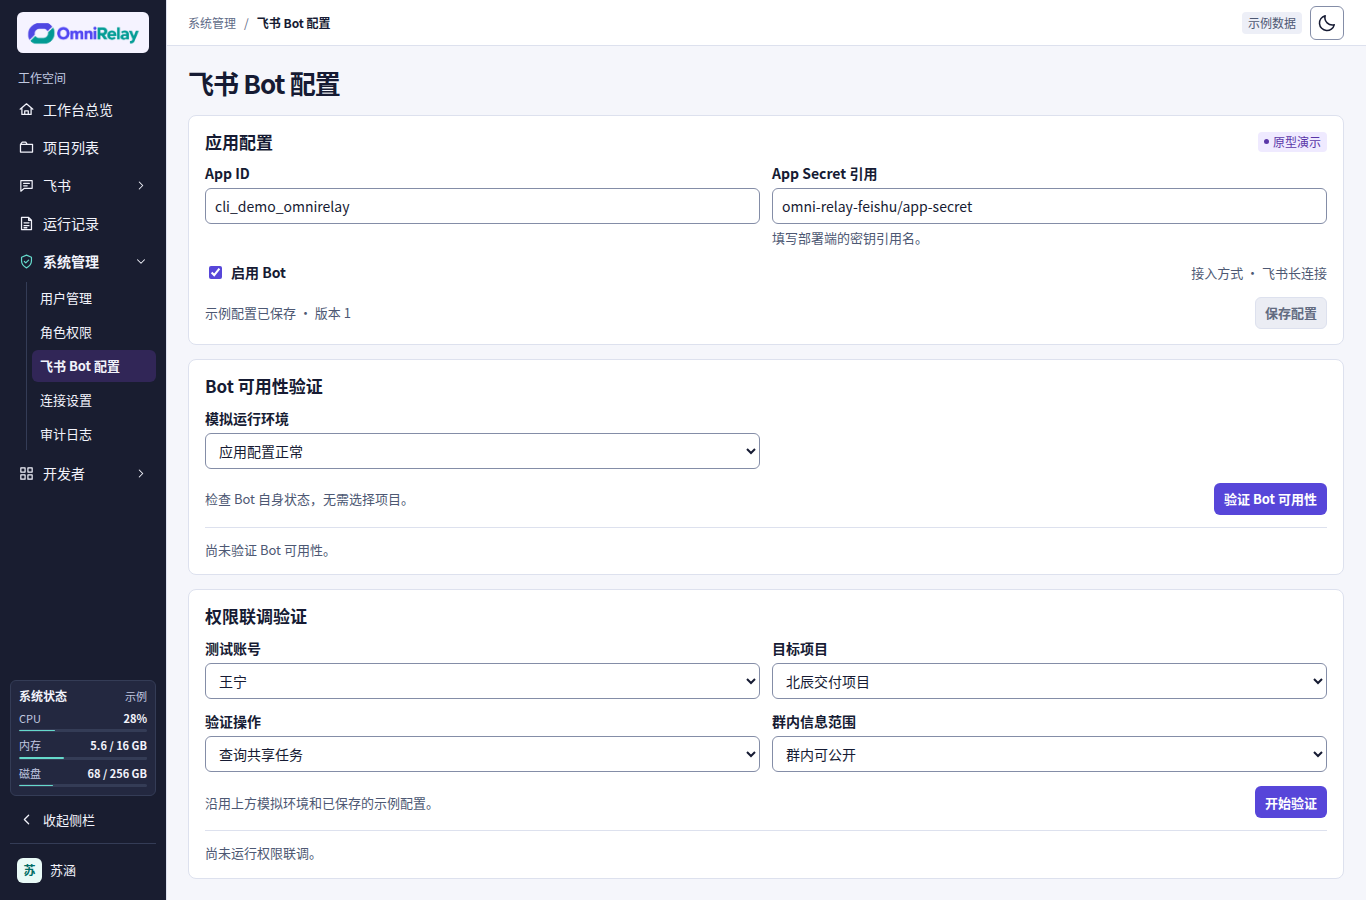 OmniRelay
工作空间
工作台总览
项目列表
飞书
运行记录
系统管理
用户管理
角色权限
飞书 Bot 配置
连接设置
审计日志
开发者
系统状态 示例
CPU 28%
内存 5.6 / 16 GB
磁盘 68 / 256 GB
收起侧栏
苏 苏涵
系统管理 / 飞书 Bot 配置
示例数据
飞书 Bot 配置
应用配置
原型演示
App ID
cli_demo_omnirelay
App Secret 引用
omni-relay-feishu/app-secret
填写部署端的密钥引用名。
启用 Bot
接入方式 · 飞书长连接
示例配置已保存 · 版本 1
保存配置
Bot 可用性验证
模拟运行环境
应用配置正常
检查 Bot 自身状态，无需选择项目。
验证 Bot 可用性
尚未验证 Bot 可用性。
权限联调验证
测试账号
王宁
目标项目
北辰交付项目
验证操作
查询共享任务
群内信息范围
群内可公开
沿用上方模拟环境和已保存的示例配置。
开始验证
尚未运行权限联调。